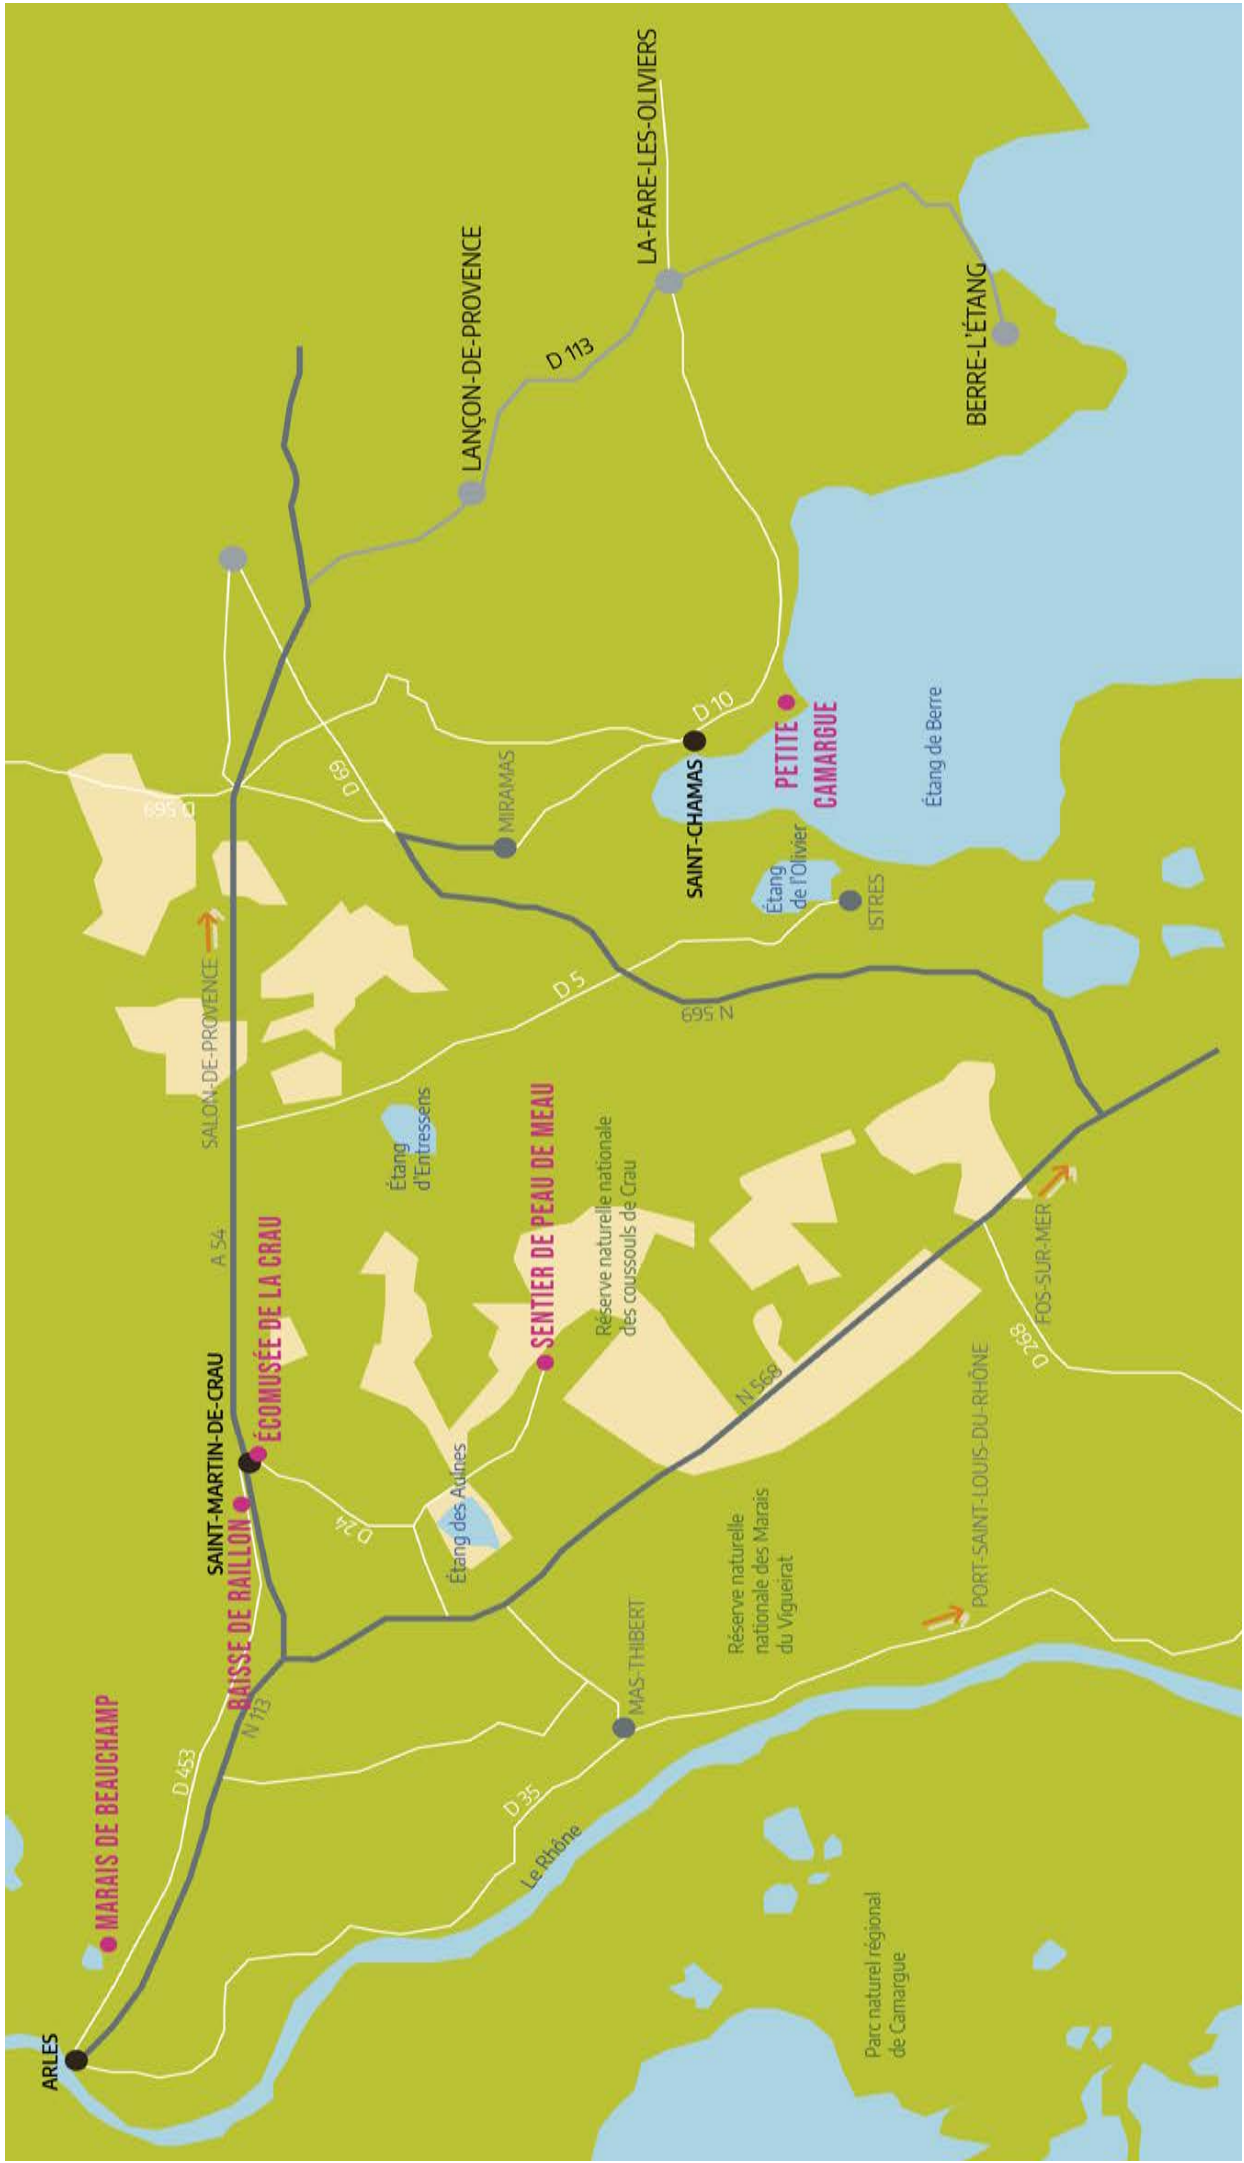 ARLES
MARAIS DE BEAUCHAMP
D 453
N 113
BAISSE DE RAILLON
SAINT-MARTIN-DE-CRAU
ÉCOMUSÉE DE LA CRAU
A 54
SALON-DE-PROVENCE
D 569
D 69
D 24
Étang des Aulnes
Étang
d'Entressens
SENTIER DE PEAU DE MEAU
Réserve naturelle nationale
des coussouls de Crau
D 5
MIRAMAS
LANÇON-DE-PROVENCE
D 113
LA-FARE-LES-OLIVIERS
D 10
SAINT-CHAMAS
PETITE
CAMARGUE
Étang
de l'Olivier
ISTRES
Étang de Berre
BERRE-L'ÉTANG
N 569
N 568
D 35
Le Rhône
MAS-THIBERT
Réserve naturelle
nationale des Marais
du Vigueirat
FOS-SUR-MER
D 268
PORT-SAINT-LOUIS-DU-RHÔNE
Parc naturel régional
de Camargue